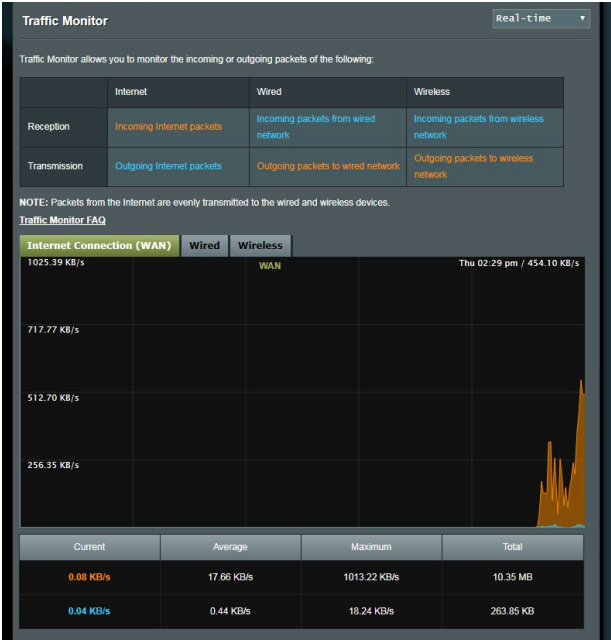 Traffic Monitor
Real-time
Traffic Monitor allows you to monitor the incoming or outgoing packets of the following:
Internet Wired Wireless
Reception Incoming Internet packets Incoming packets from wired network Incoming packets from wireless network
Transmission Outgoing Internet packets Outgoing packets to wired network Outgoing packets to wireless network
NOTE: Packets from the Internet are evenly transmitted to the wired and wireless devices.
Traffic Monitor FAQ
Internet Connection (WAN) Wired Wireless
1025.39 KB/s WAN Thu 02:29 pm / 454.10 KB/s
717.77 KB/s
512.70 KB/s
256.35 KB/s
Current Average Maximum Total
0.08 KB/s 17.66 KB/s 1013.22 KB/s 10.35 MB
0.04 KB/s 0.44 KB/s 18.24 KB/s 263.85 KB